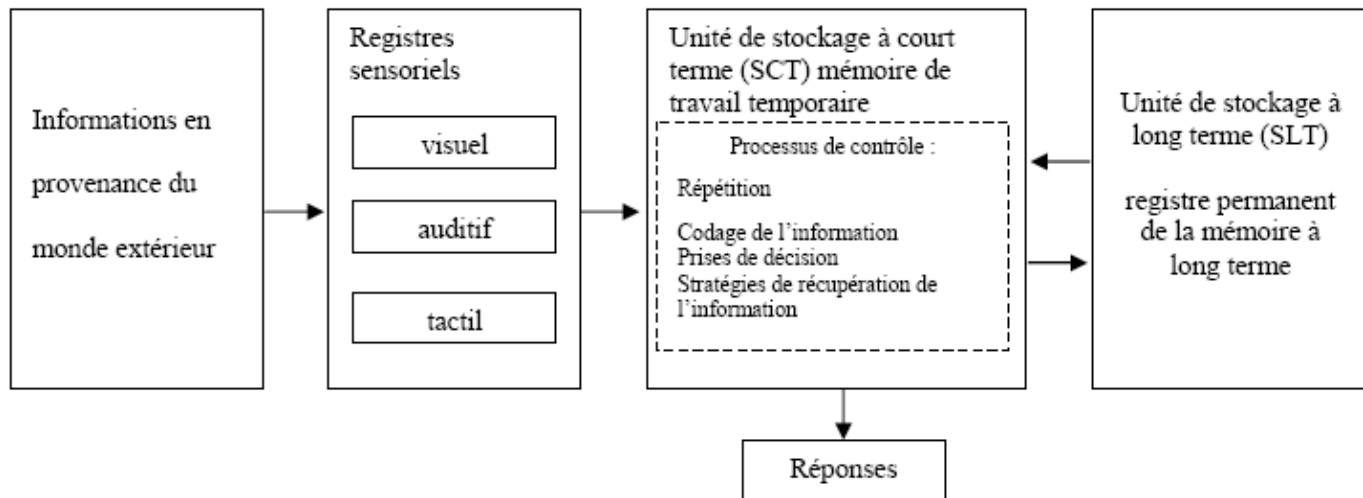 Informations en
provenance du
monde extérieur
Registres
sensoriels
visuel
auditif
tactil
Unité de stockage à court
terme (SCT) mémoire de
travail temporaire
Processus de contrôle :
Répétition
Codage de l’information
Prises de décision
Stratégies de récupération de
l’information
Unité de stockage à
long terme (SLT)
registre permanent
de la mémoire à
long terme
Réponses